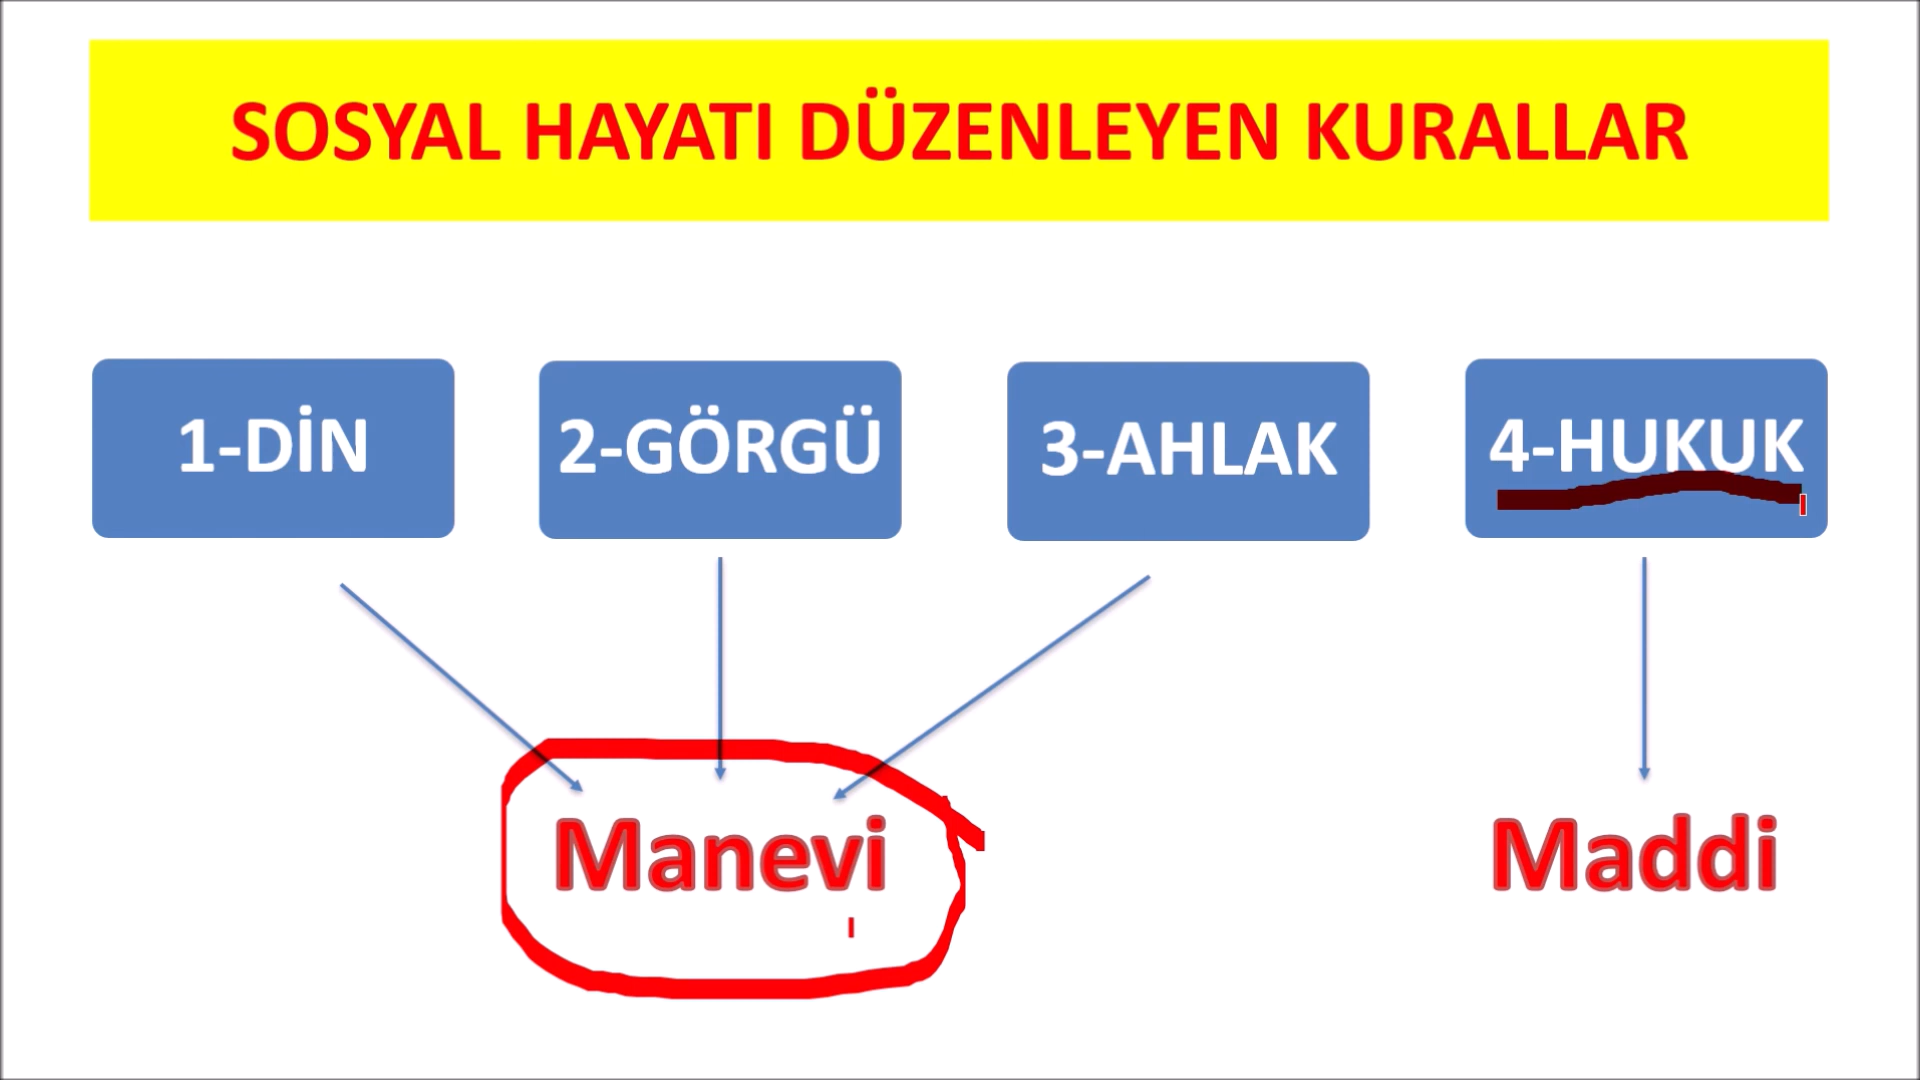 SOSYAL HAYATI DÜZENLEYEN KURALLAR
1-DİN
2-GÖRGÜ
3-AHLAK
4-HUKUK
Manevi
Maddi